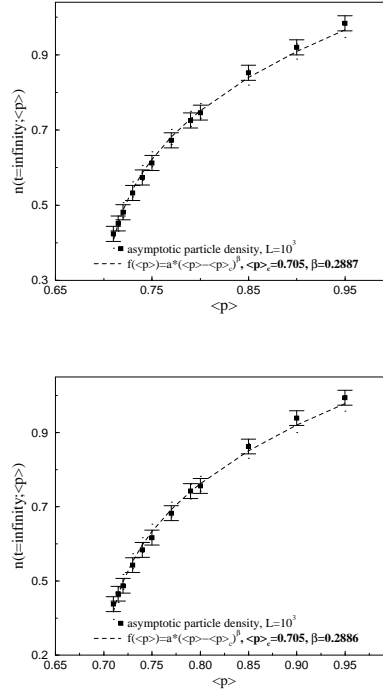 n(t=infinity;<p>)
0.9
0.7
0.5
0.3
asymptotic particle density, L=10³
f(<p>)=a*(<p>−<p>c)^β, <p>c=0.705, β=0.2887
0.65 0.75 0.85 0.95
<p>
n(t=infinity;<p>)
0.9
0.7
0.5
0.2
asymptotic particle density, L=10³
f(<p>)=a*(<p>−<p>c)^β, <p>c=0.705, β=0.2886
0.65 0.70 0.75 0.80 0.85 0.90 0.95
<p>